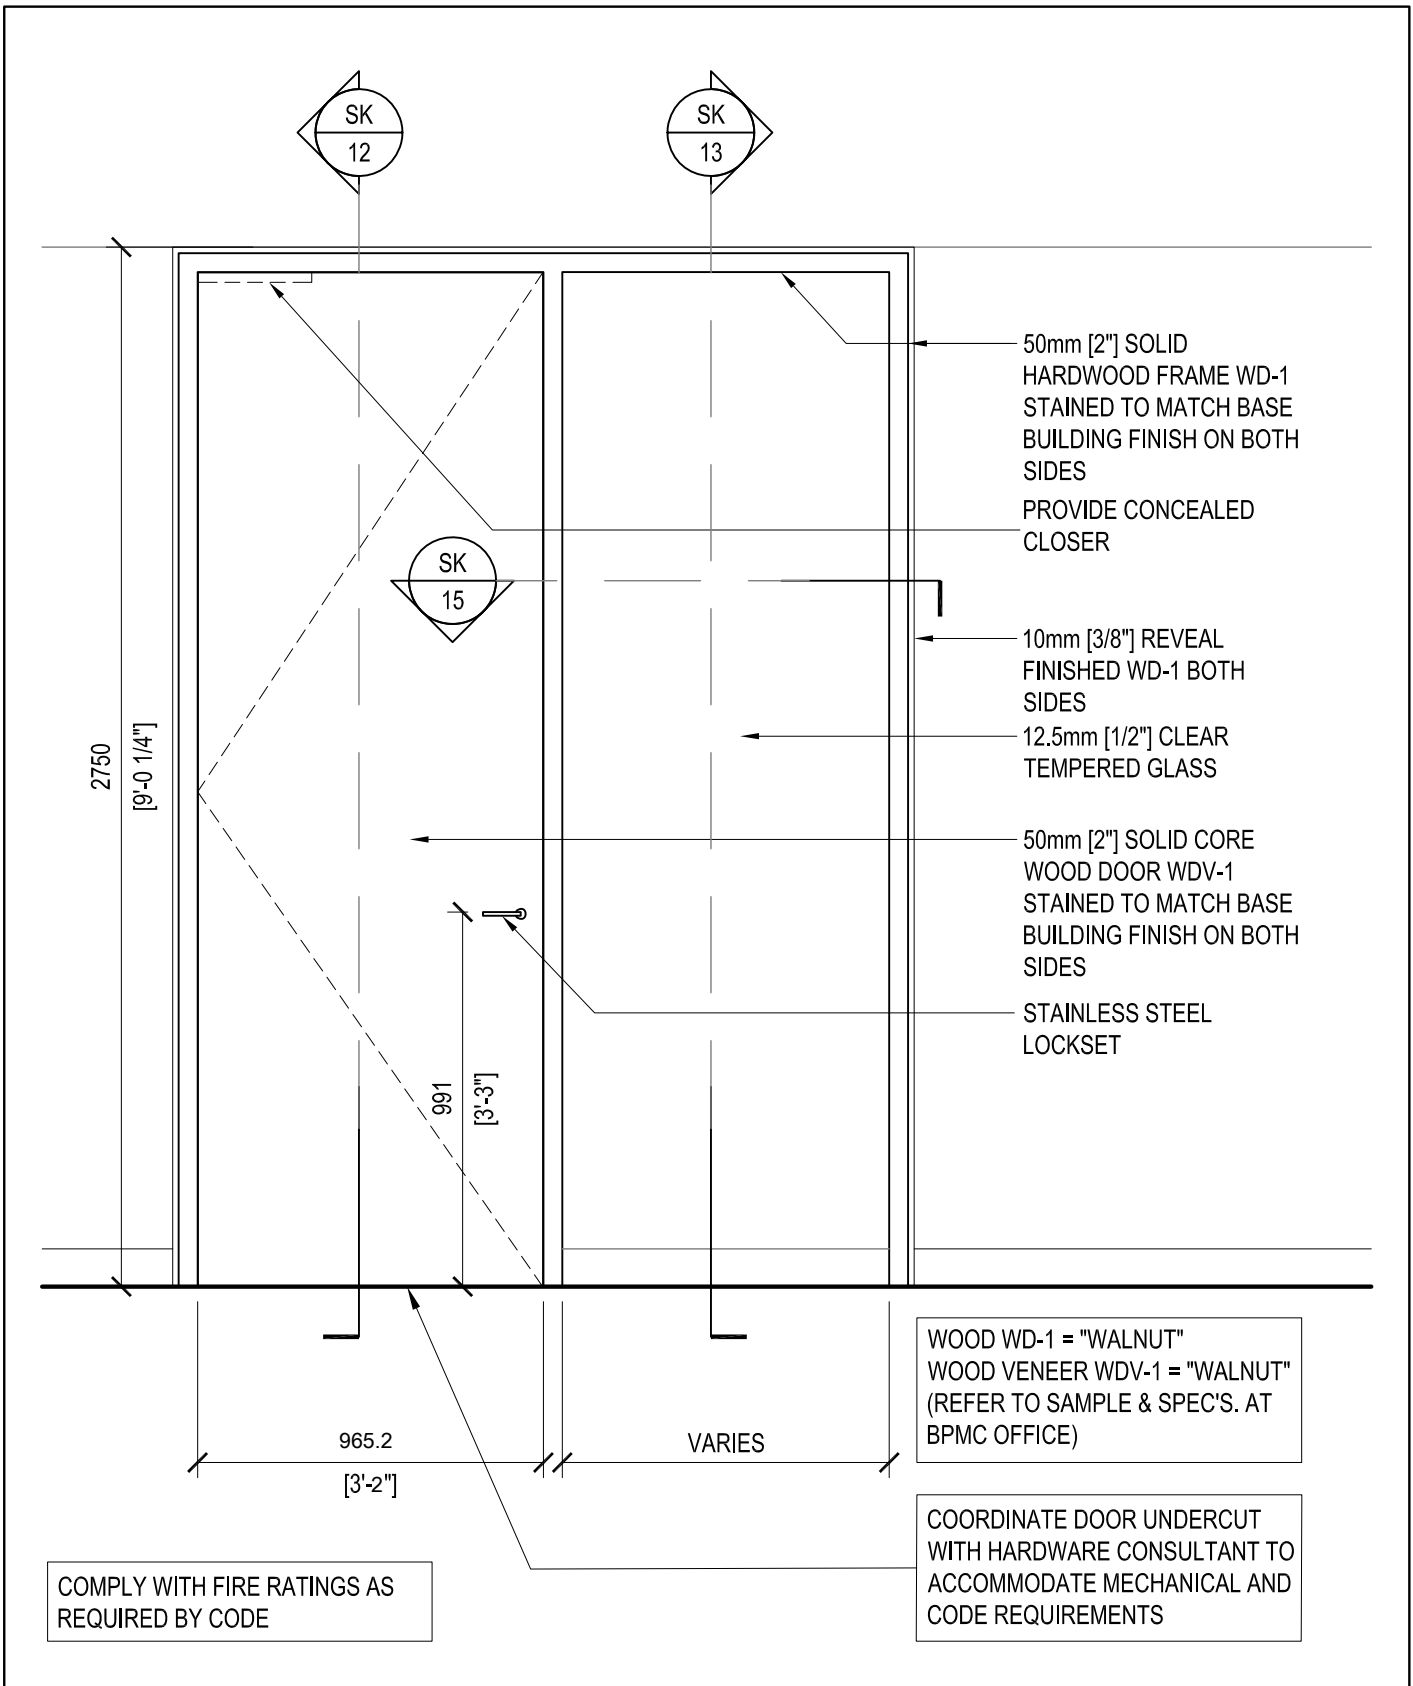 SK
12
SK
13
50mm [2"] SOLID
HARDWOOD FRAME WD-1
STAINED TO MATCH BASE
BUILDING FINISH ON BOTH
SIDES
PROVIDE CONCEALED
CLOSER
SK
15
10mm [3/8"] REVEAL
FINISHED WD-1 BOTH
SIDES
12.5mm [1/2"] CLEAR
TEMPERED GLASS
2750
[9'-0 1/4"]
50mm [2"] SOLID CORE
WOOD DOOR WDV-1
STAINED TO MATCH BASE
BUILDING FINISH ON BOTH
SIDES
STAINLESS STEEL
LOCKSET
991
[3'-3"]
WOOD WD-1 = "WALNUT"
WOOD VENEER WDV-1 = "WALNUT"
(REFER TO SAMPLE & SPEC'S. AT
BPMC OFFICE)
965.2
[3'-2"]
VARIES
COORDINATE DOOR UNDERCUT
WITH HARDWARE CONSULTANT TO
ACCOMMODATE MECHANICAL AND
CODE REQUIREMENTS
COMPLY WITH FIRE RATINGS AS
REQUIRED BY CODE